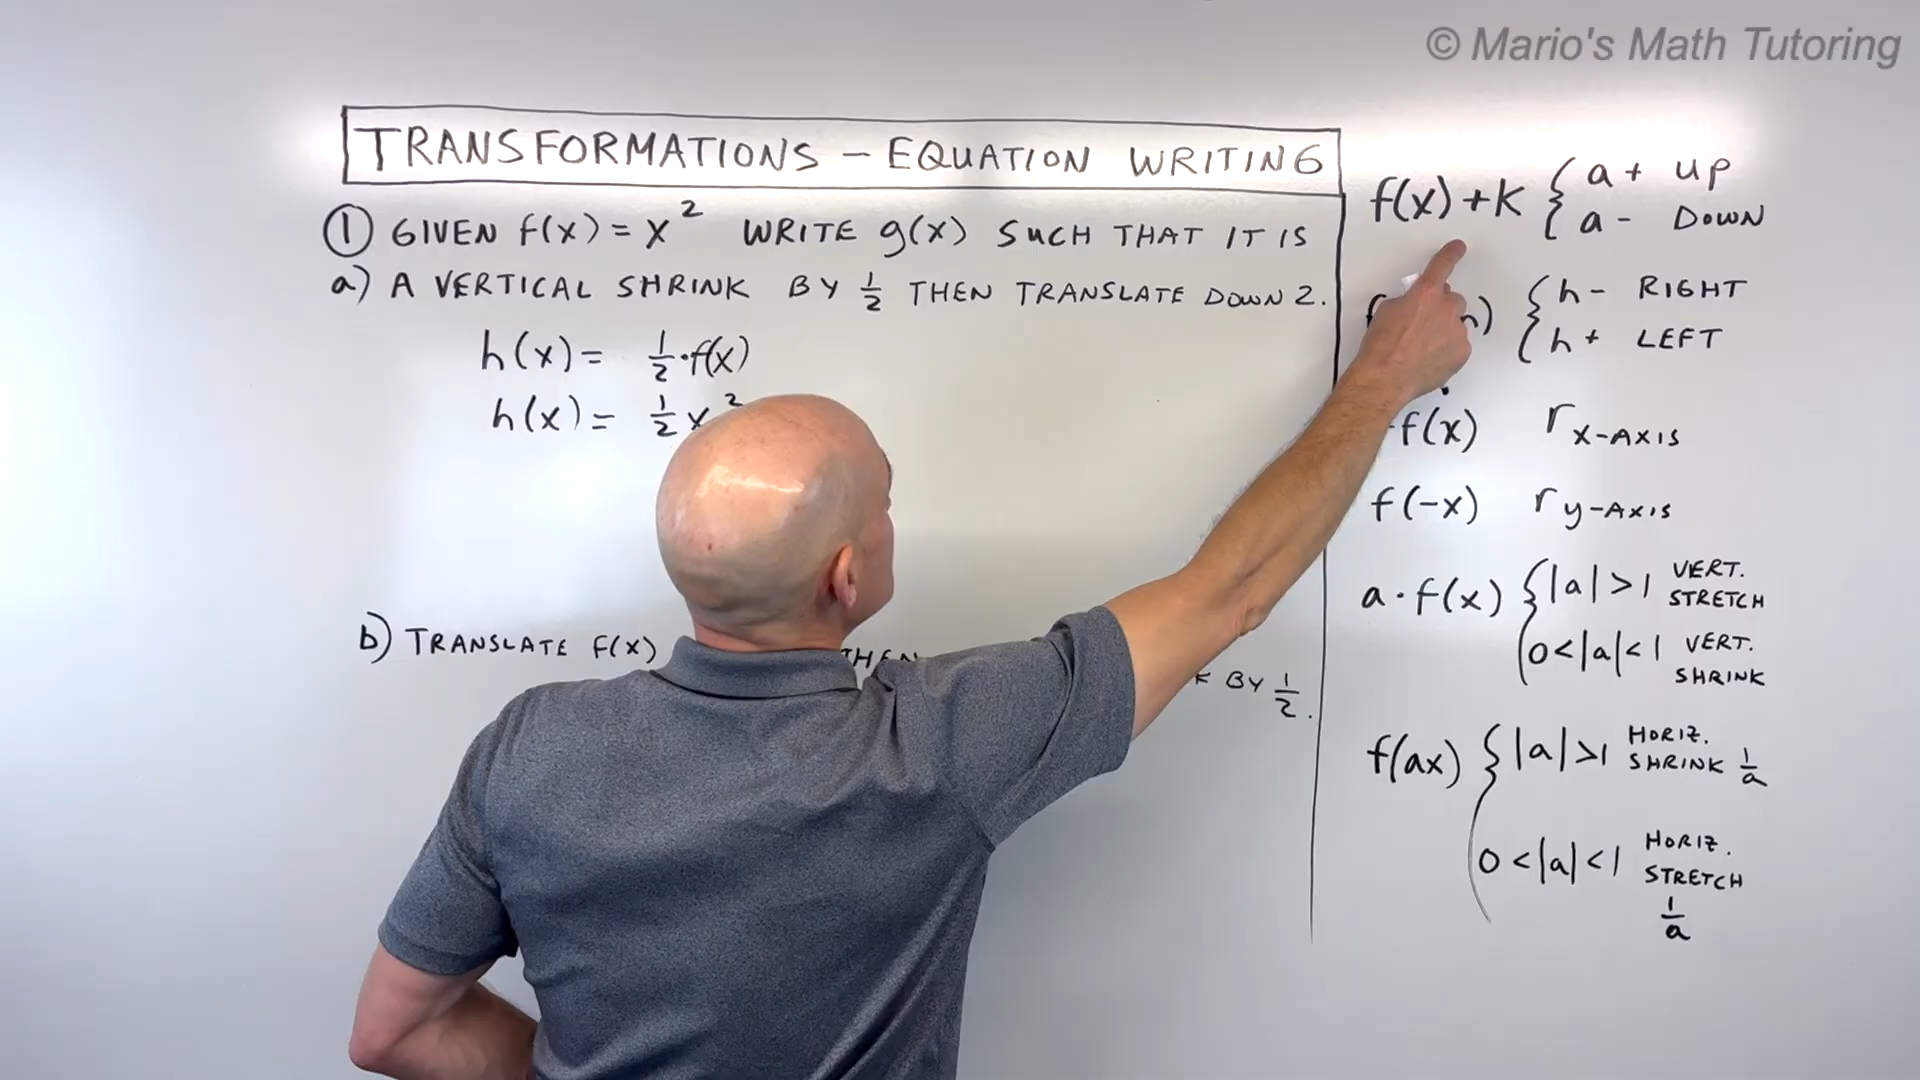 © Mario's Math Tutoring
TRANSFORMATIONS – EQUATION WRITING
① GIVEN f(x) = x² WRITE g(x) SUCH THAT IT IS
a) A VERTICAL SHRINK BY 1/2 THEN TRANSLATE DOWN 2.
h(x) = 1/2 · f(x)
h(x) = 1/2 x²
b) TRANSLATE f(x) THEN
BY 1/2.
f(x) + K { a + UP
a - DOWN
) { h - RIGHT
h + LEFT
-f(x) r x-AXIS
f(-x) r y-AXIS
a · f(x) { |a| > 1 VERT. STRETCH
0 < |a| < 1 VERT. SHRINK
f(ax) { |a| > 1 HORIZ. SHRINK 1/a
0 < |a| < 1 HORIZ. STRETCH 1/a